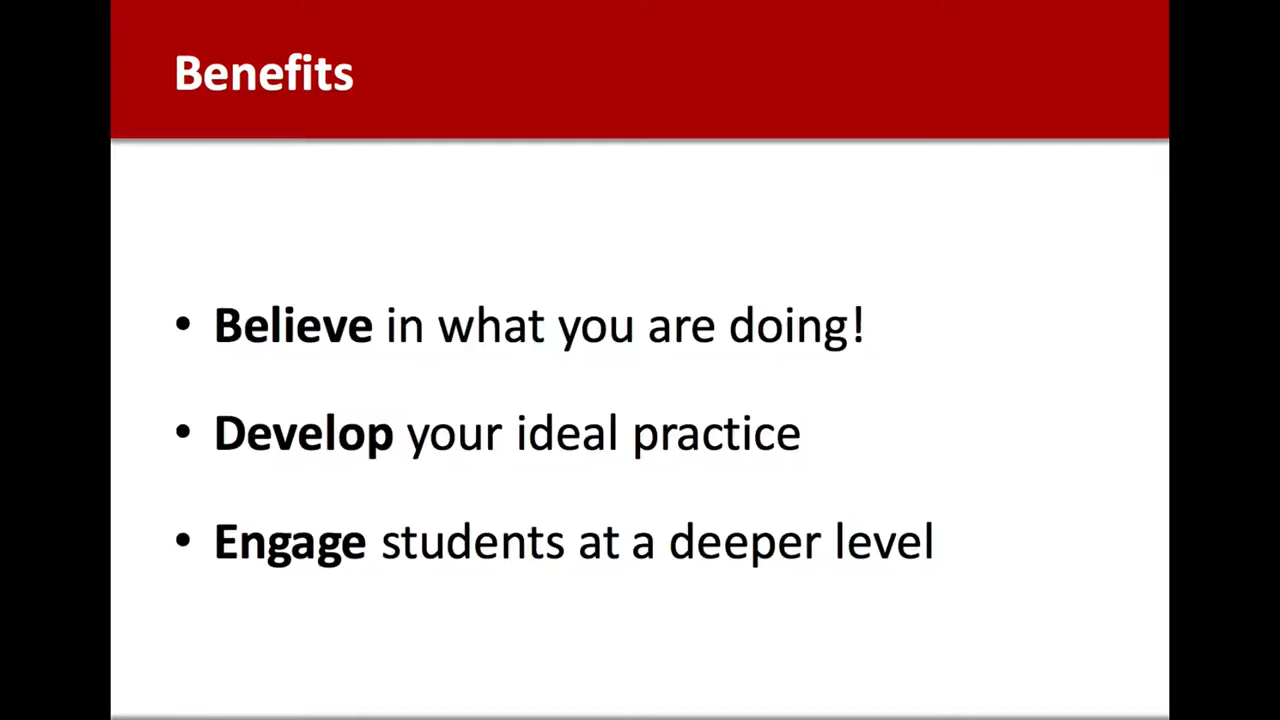 Benefits
• Believe in what you are doing!
• Develop your ideal practice
• Engage students at a deeper level